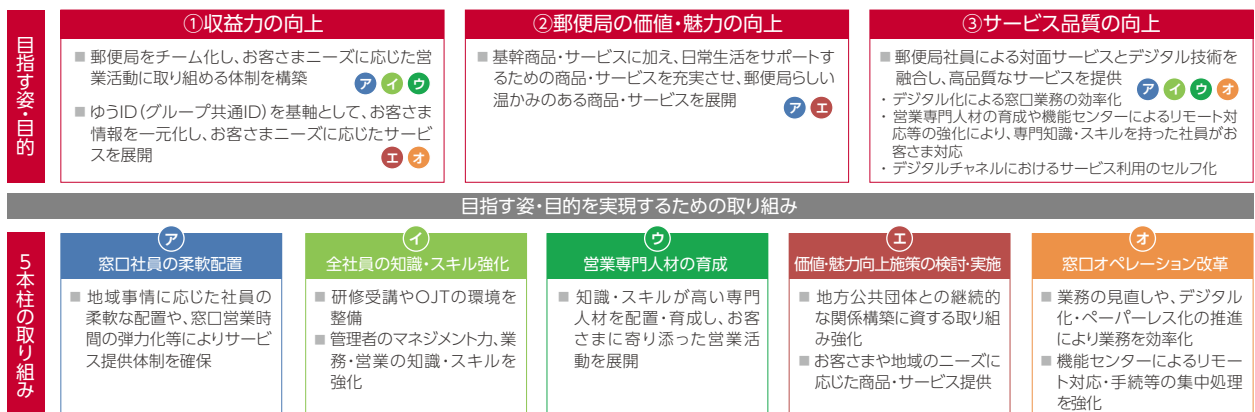 目指す姿・目的
①収益力の向上
■ 郵便局をチーム化し、お客さまニーズに応じた営
業活動に取り組める体制を構築
ア イ ウ
■ ゆうID(グループ共通ID)を基軸として、お客さま
情報を一元化し、お客さまニーズに応じたサービ
スを展開
エ オ
②郵便局の価値・魅力の向上
■ 基幹商品・サービスに加え、日常生活をサポートす
るための商品・サービスを充実させ、郵便局らしい
温かみのある商品・サービスを展開
ア エ
③サービス品質の向上
■ 郵便局社員による対面サービスとデジタル技術を
融合し、高品質なサービスを提供
ア イ ウ オ
・ デジタル化による窓口業務の効率化
・ 営業専門人材の育成や機能センターによるリモート対
応等の強化により、専門知識・スキルを持った社員がお
客さま対応
・ デジタルチャネルにおけるサービス利用のセルフ化
目指す姿・目的を実現するための取り組み
5本柱の取り組み
ア
窓口社員の柔軟配置
■ 地域事情に応じた社員の
柔軟な配置や、窓口営業時
間の弾力化等によりサービ
ス提供体制を確保
イ
全社員の知識・スキル強化
■ 研修受講やOJTの環境を
整備
■ 管理者のマネジメント力、業
務・営業の知識・スキルを
強化
ウ
営業専門人材の育成
■ 知識・スキルが高い専門
人材を配置・育成し、お客
さまに寄り添った営業活
動を展開
エ
価値・魅力向上施策の検討・実施
■ 地方公共団体との継続的
な関係構築に資する取り組
み強化
■ お客さまや地域のニーズに
応じた商品・サービス提供
オ
窓口オペレーション改革
■ 業務の見直しや、デジタル
化・ペーパーレス化の推進
により業務を効率化
■ 機能センターによるリモー
ト対応・手続等の集中処理
を強化